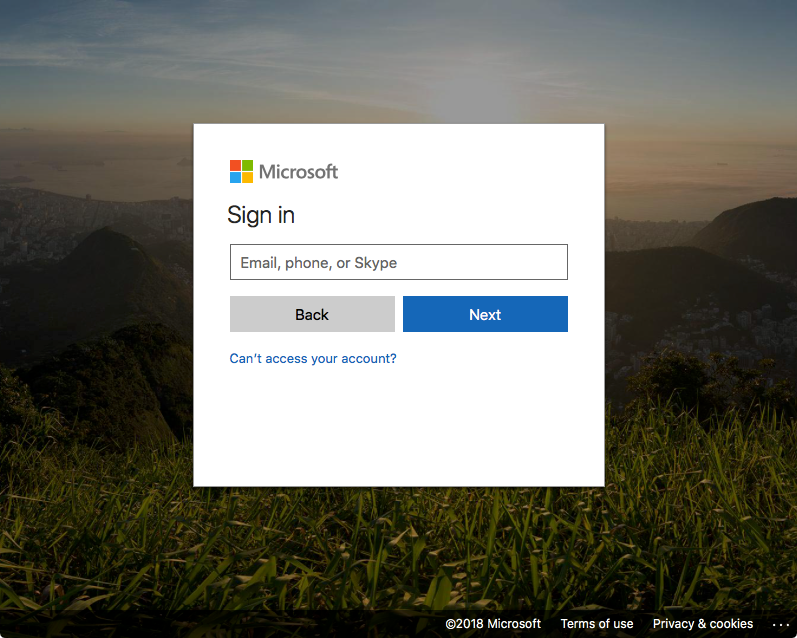 Microsoft
Sign in
Email, phone, or Skype
Back Next
Can't access your account?
©2018 Microsoft Terms of use Privacy & cookies ...